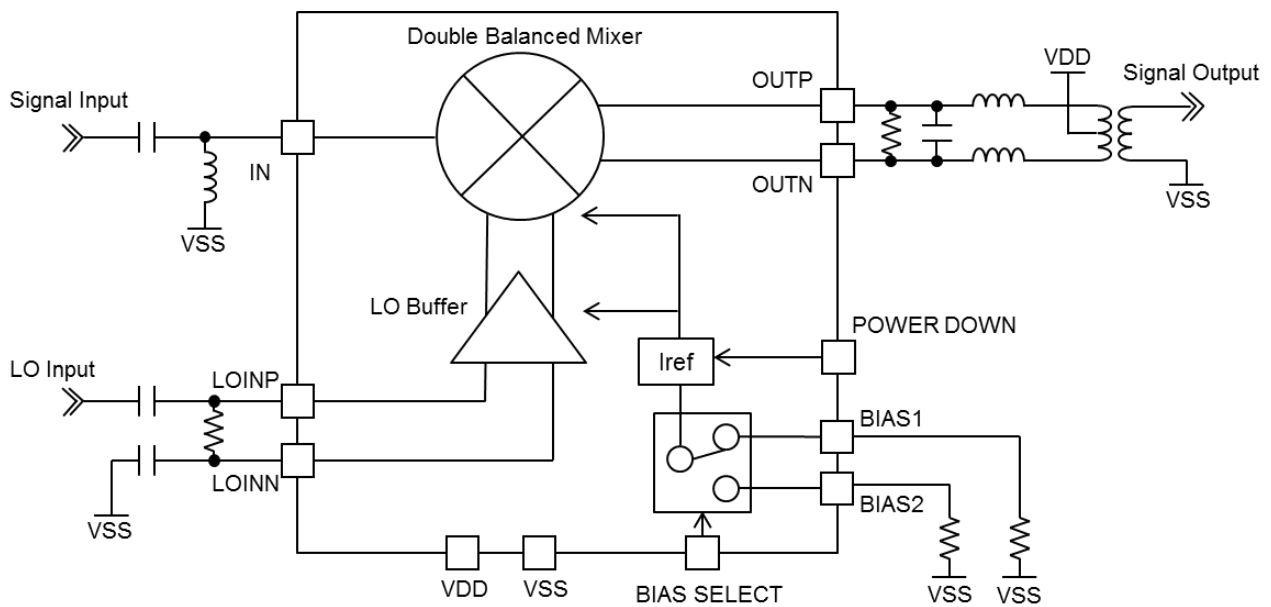 Double Balanced Mixer
VDD
Signal Output
OUTP
Signal Input
IN
OUTN
VSS
VSS
LO Buffer
POWER DOWN
Iref
LO Input
LOINP
BIAS1
LOINN
BIAS2
VSS
VDD
VSS
BIAS SELECT
VSS
VSS